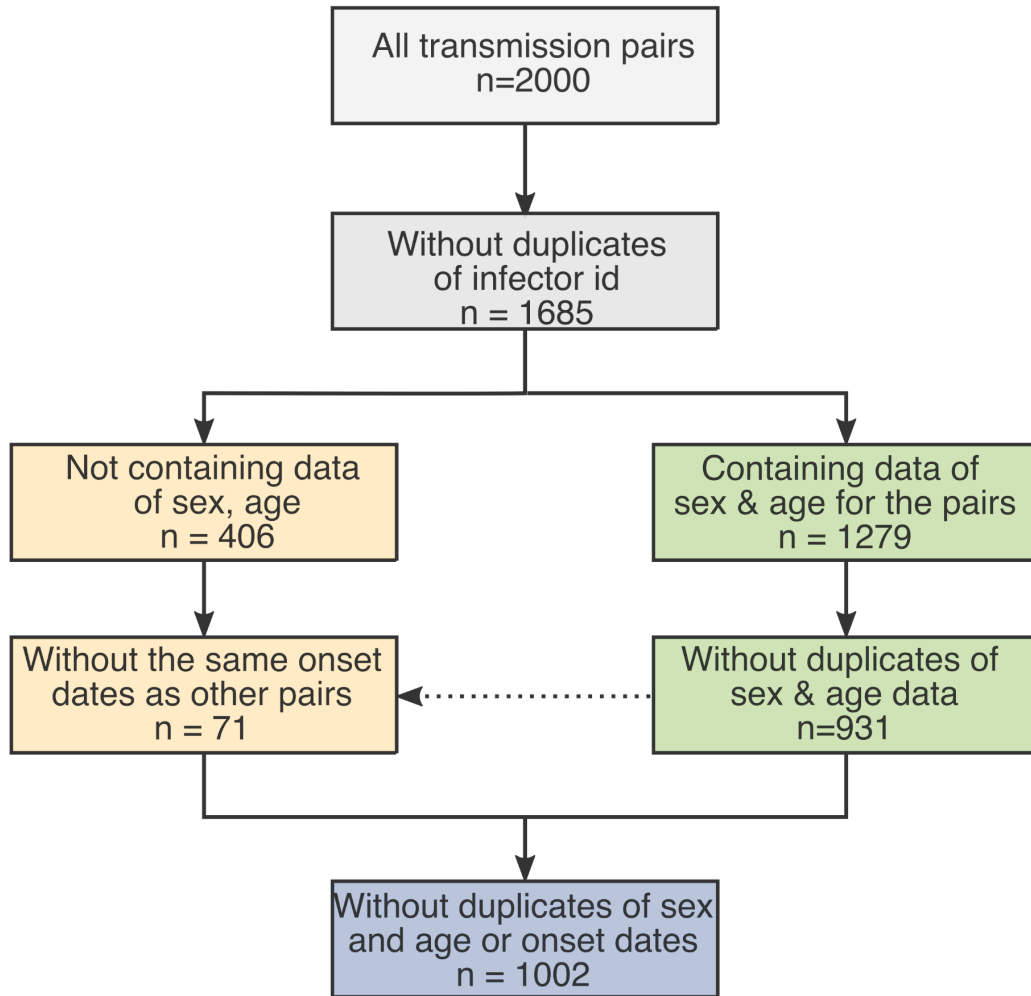 All transmission pairs
n=2000
Without duplicates
of infector id
n = 1685
Not containing data
of sex, age
n = 406
Containing data of
sex & age for the pairs
n = 1279
Without the same onset
dates as other pairs
n = 71
Without duplicates of
sex & age data
n=931
Without duplicates of sex
and age or onset dates
n = 1002